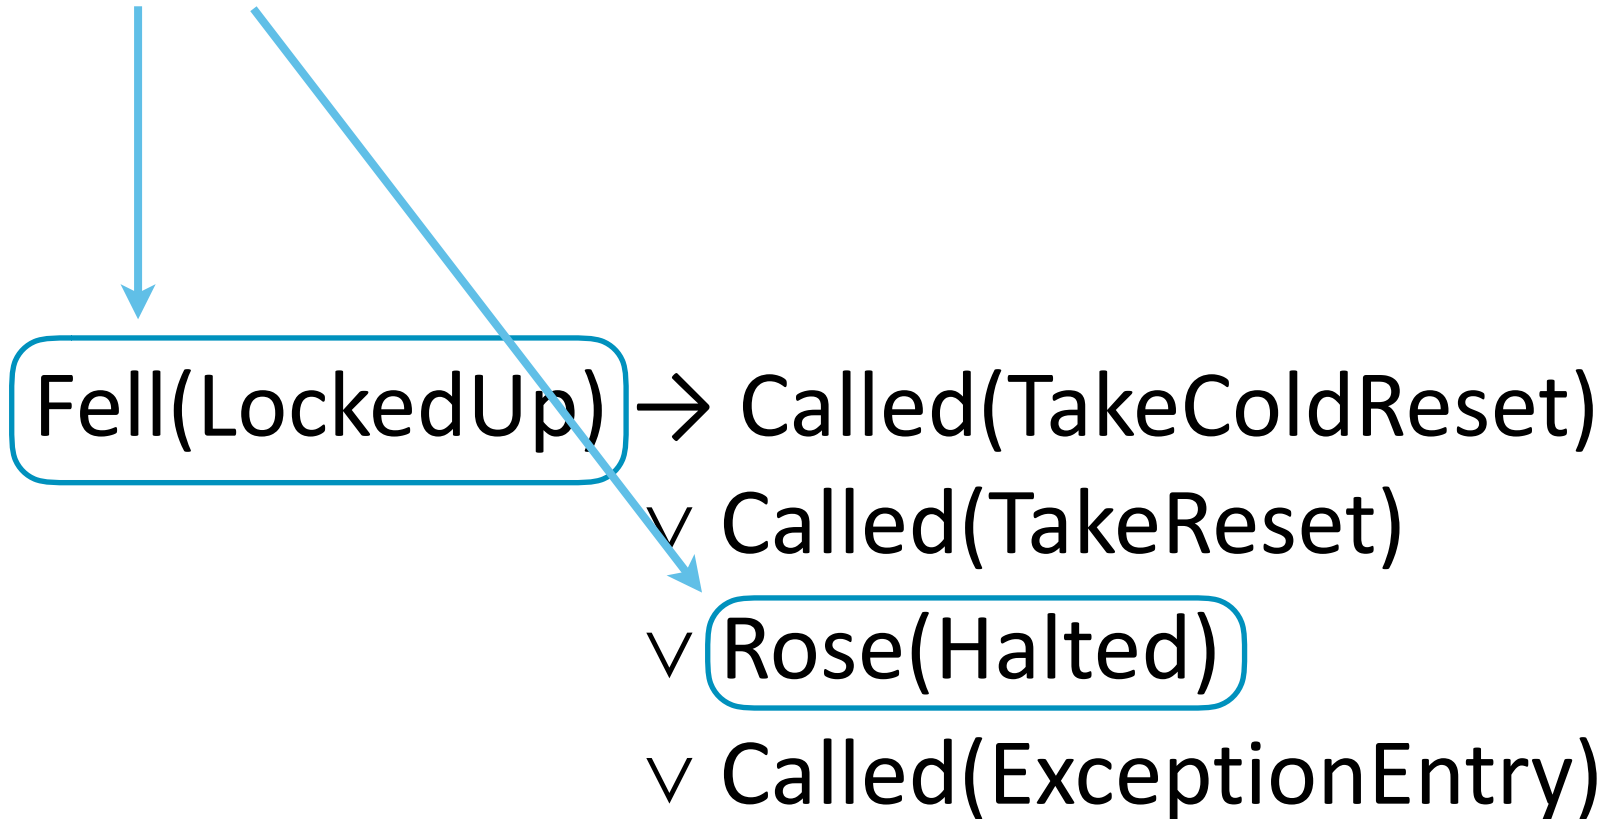 Fell(LockedUp) → Called(TakeColdReset)
∨ Called(TakeReset)
∨ Rose(Halted)
∨ Called(ExceptionEntry)